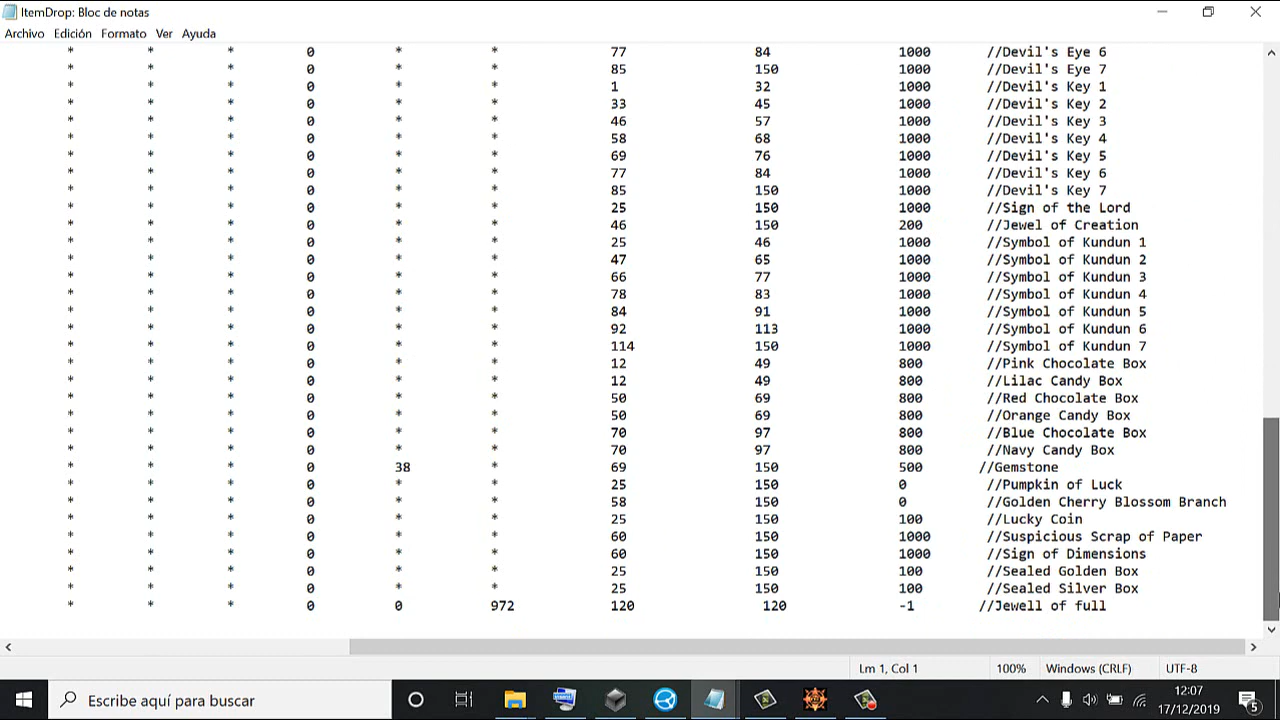 ItemDrop: Bloc de notas
Archivo Edición Formato Ver Ayuda
* * * 0 * * 77 84 1000 //Devil's Eye 6
* * * 0 * * 85 150 1000 //Devil's Eye 7
* * * 0 * * 1 32 1000 //Devil's Key 1
* * * 0 * * 33 45 1000 //Devil's Key 2
* * * 0 * * 46 57 1000 //Devil's Key 3
* * * 0 * * 58 68 1000 //Devil's Key 4
* * * 0 * * 69 76 1000 //Devil's Key 5
* * * 0 * * 77 84 1000 //Devil's Key 6
* * * 0 * * 85 150 1000 //Devil's Key 7
* * * 0 * * 25 150 1000 //Sign of the Lord
* * * 0 * * 46 150 200 //Jewel of Creation
* * * 0 * * 25 46 1000 //Symbol of Kundun 1
* * * 0 * * 47 65 1000 //Symbol of Kundun 2
* * * 0 * * 66 77 1000 //Symbol of Kundun 3
* * * 0 * * 78 83 1000 //Symbol of Kundun 4
* * * 0 * * 84 91 1000 //Symbol of Kundun 5
* * * 0 * * 92 113 1000 //Symbol of Kundun 6
* * * 0 * * 114 150 1000 //Symbol of Kundun 7
* * * 0 * * 12 49 800 //Pink Chocolate Box
* * * 0 * * 12 49 800 //Lilac Candy Box
* * * 0 * * 50 69 800 //Red Chocolate Box
* * * 0 * * 50 69 800 //Orange Candy Box
* * * 0 * * 70 97 800 //Blue Chocolate Box
* * * 0 * * 70 97 800 //Navy Candy Box
* * * 0 38 * 69 150 500 //Gemstone
* * * 0 * * 25 150 0 //Pumpkin of Luck
* * * 0 * * 58 150 0 //Golden Cherry Blossom Branch
* * * 0 * * 25 150 100 //Lucky Coin
* * * 0 * * 60 150 1000 //Suspicious Scrap of Paper
* * * 0 * * 60 150 1000 //Sign of Dimensions
* * * 0 * * 25 150 100 //Sealed Golden Box
* * * 0 * * 25 150 100 //Sealed Silver Box
* * * 0 0 972 120 120 -1 //Jewell of full
Lm 1, Col 1 100% Windows (CRLF) UTF-8
Escribe aquí para buscar
12:07
17/12/2019
5